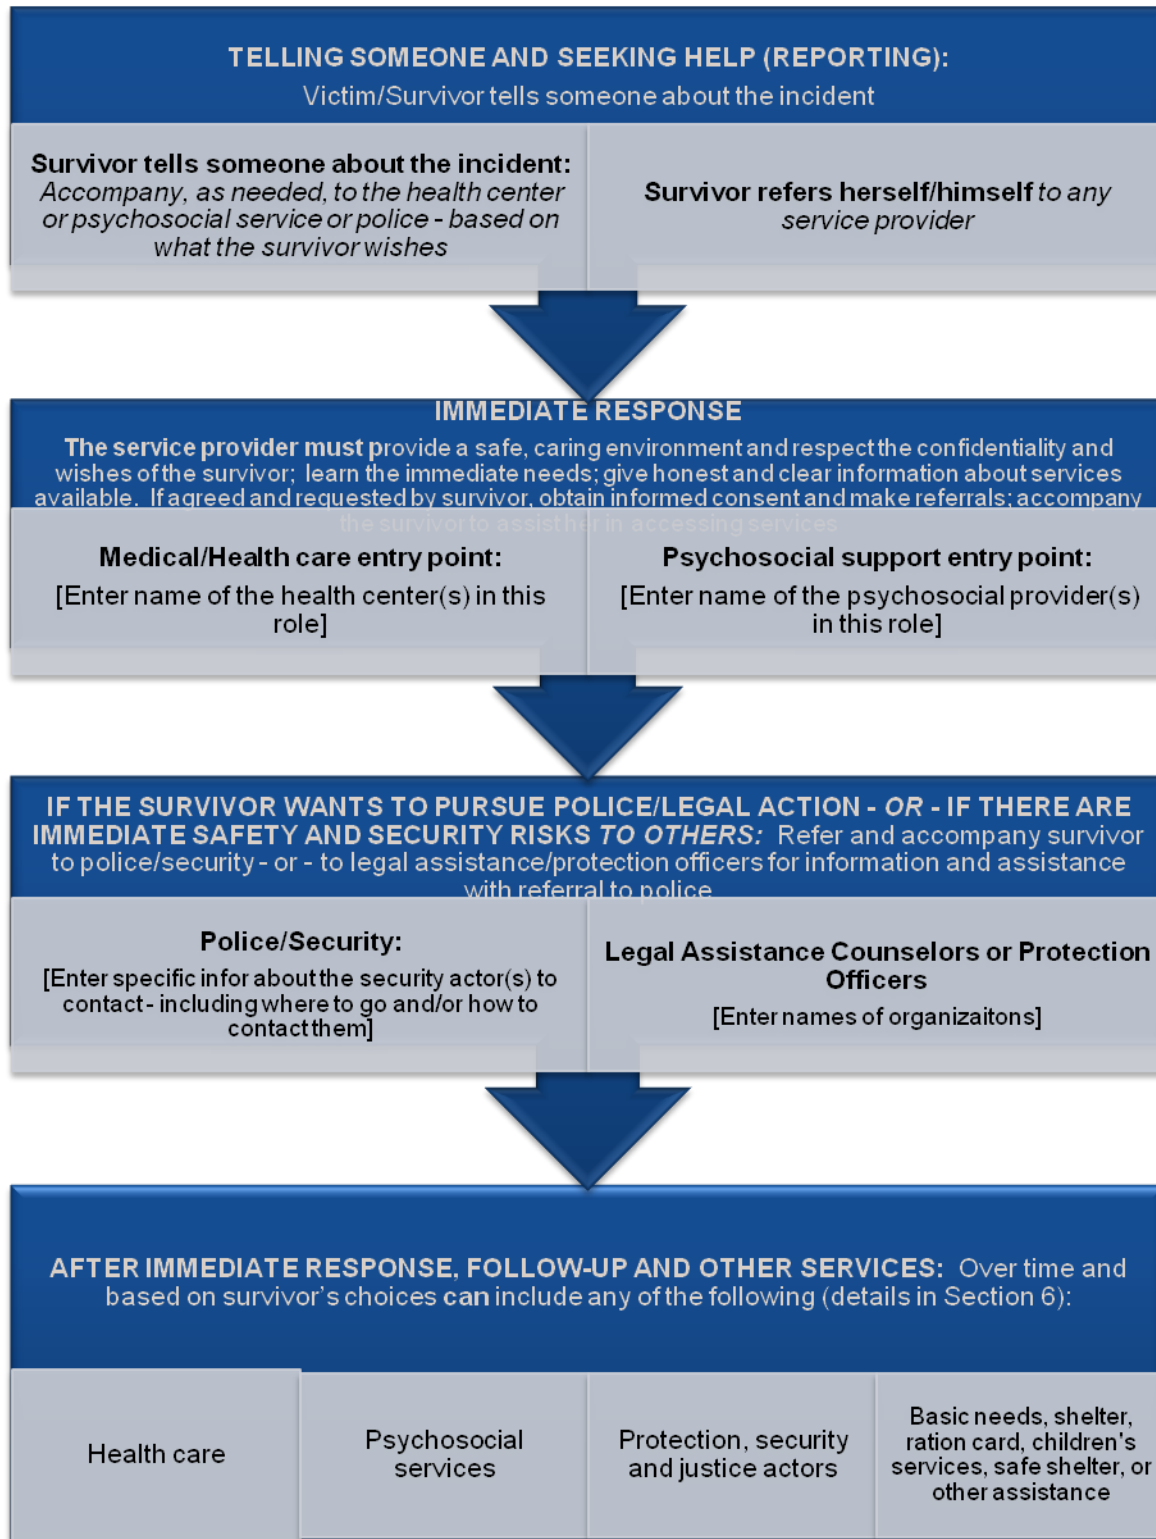 TELLING SOMEONE AND SEEKING HELP (REPORTING):
Victim/Survivor tells someone about the incident
Survivor tells someone about the incident:
Accompany, as needed, to the health center
or psychosocial service or police - based on
what the survivor wishes
Survivor refers herself/himself to any
service provider
IMMEDIATE RESPONSE
The service provider must provide a safe, caring environment and respect the confidentiality and
wishes of the survivor; learn the immediate needs; give honest and clear information about services
available. If agreed and requested by survivor, obtain informed consent and make referrals; accompany
the survivor to assist her in accessing services
Medical/Health care entry point:
[Enter name of the health center(s) in this
role]
Psychosocial support entry point:
[Enter name of the psychosocial provider(s)
in this role]
IF THE SURVIVOR WANTS TO PURSUE POLICE/LEGAL ACTION - OR - IF THERE ARE
IMMEDIATE SAFETY AND SECURITY RISKS TO OTHERS: Refer and accompany survivor
to police/security - or - to legal assistance/protection officers for information and assistance
with referral to police
Police/Security:
[Enter specific infor about the security actor(s) to
contact - including where to go and/or how to
contact them]
Legal Assistance Counselors or Protection
Officers
[Enter names of organizaitons]
AFTER IMMEDIATE RESPONSE, FOLLOW-UP AND OTHER SERVICES: Over time and
based on survivor's choices can include any of the following (details in Section 6):
Health care
Psychosocial
services
Protection, security
and justice actors
Basic needs, shelter,
ration card, children's
services, safe shelter, or
other assistance